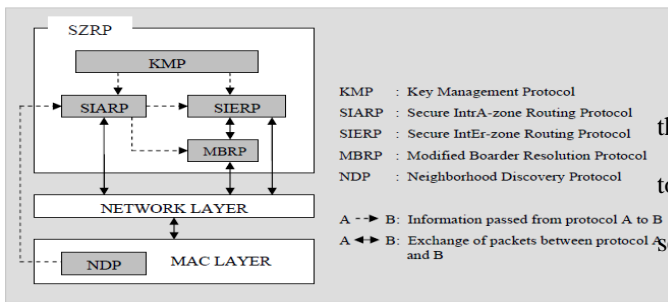 SZRP
KMP
SIARP
SIERP
MBRP
NETWORK LAYER
NDP
MAC LAYER
KMP : Key Management Protocol
SIARP : Secure IntrA-zone Routing Protocol
SIERP : Secure IntEr-zone Routing Protocol
MBRP : Modified Boarder Resolution Protocol
NDP : Neighborhood Discovery Protocol
A --► B: Information passed from protocol A to B
A ◄─► B: Exchange of packets between protocol A
and B